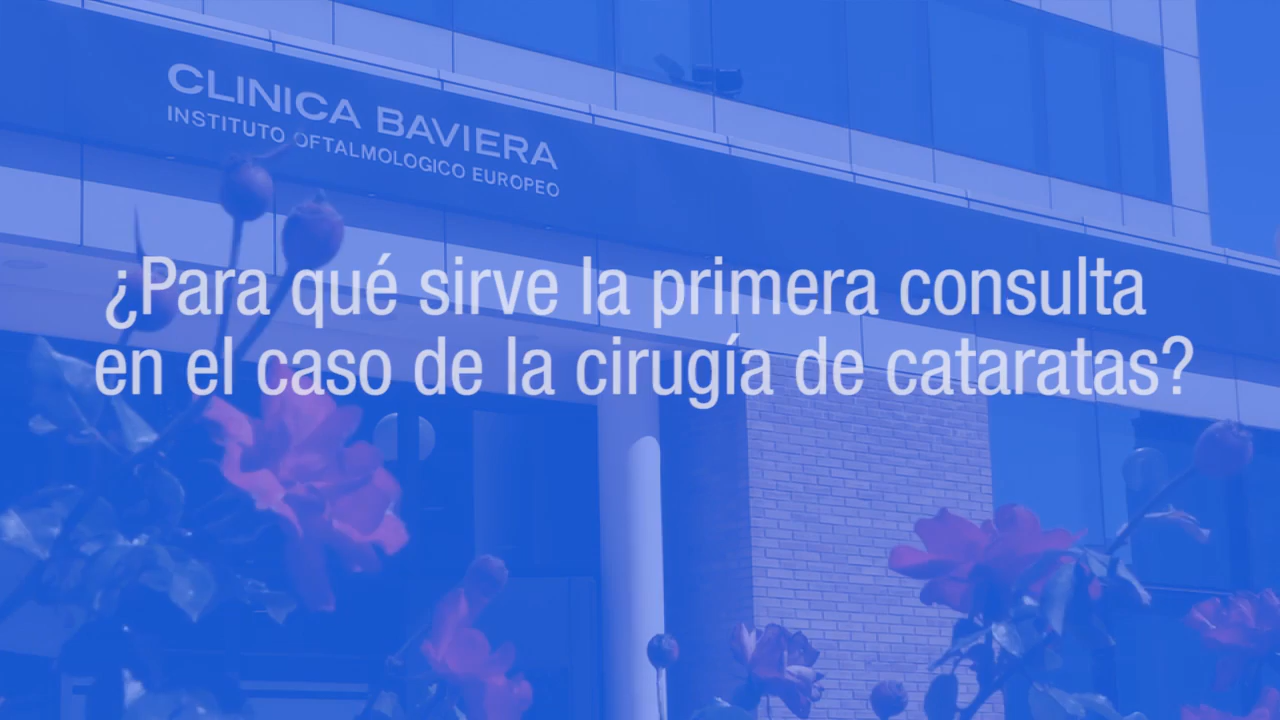 CLINICA BAVIERA
INSTITUTO OFTALMOLOGICO EUROPEO
¿Para qué sirve la primera consulta
en el caso de la cirugía de cataratas?